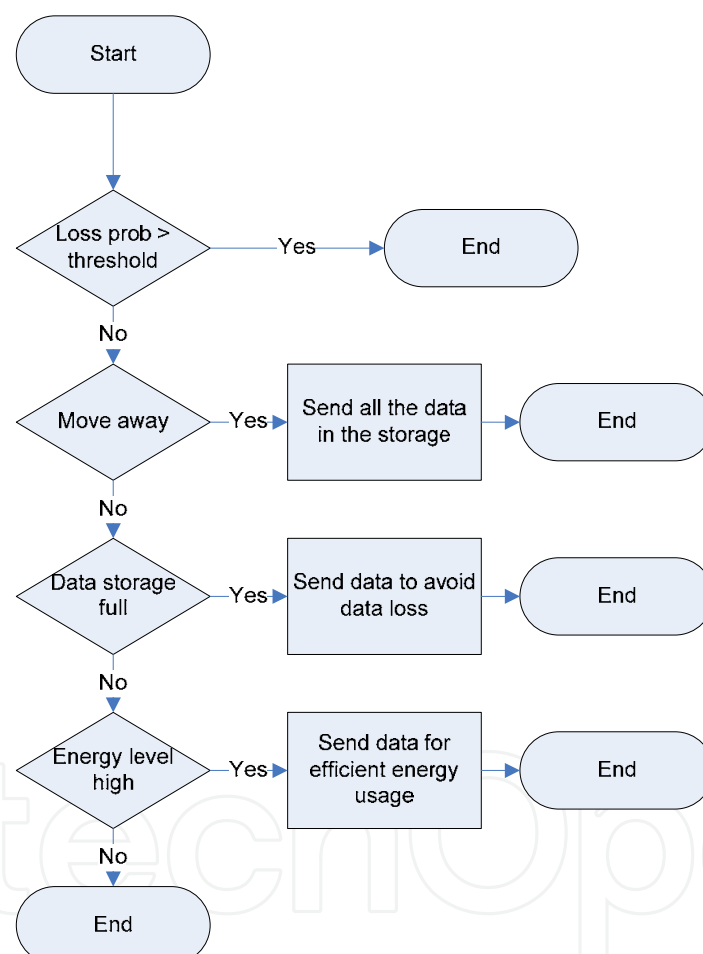 Start
Loss prob >
threshold
Yes
End
No
Move away
Yes
Send all the data
in the storage
End
No
Data storage
full
Yes
Send data to avoid
data loss
End
No
Energy level
high
Yes
Send data for
efficient energy
usage
End
No
End